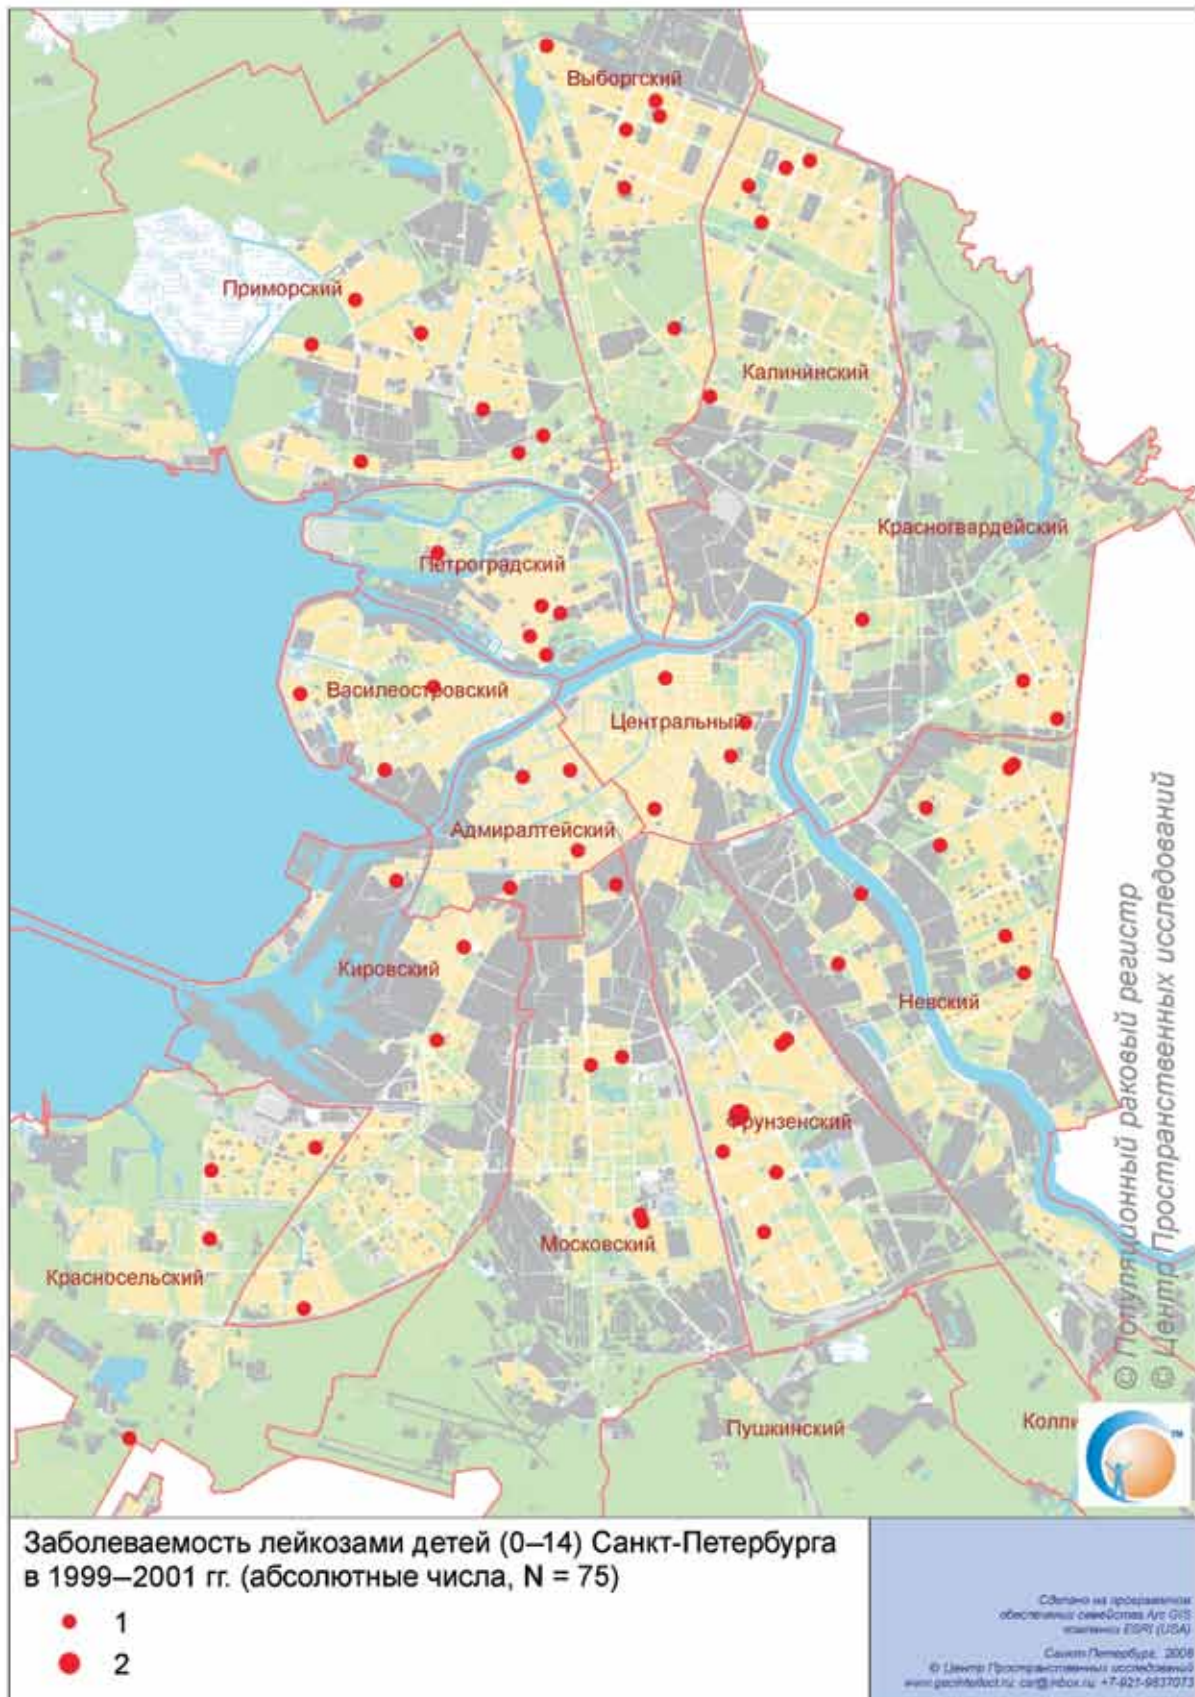 Выборгский
Приморский
Калининский
Красногвардейский
Петроградский
Василеостровский
Центральный
Адмиралтейский
Кировский
Невский
Фрунзенский
Московский
Красносельский
Пушкинский
Колпи
© Популяционный раковый регистр
© Центр Пространственных исследований
TM
Заболеваемость лейкозами детей (0–14) Санкт-Петербурга
в 1999–2001 гг. (абсолютные числа, N = 75)
1
2
Сделано на программном
обеспечении семейства Arc GIS
компании ESRI (USA)
Санкт-Петербург, 2008
© Центр Пространственных исследований